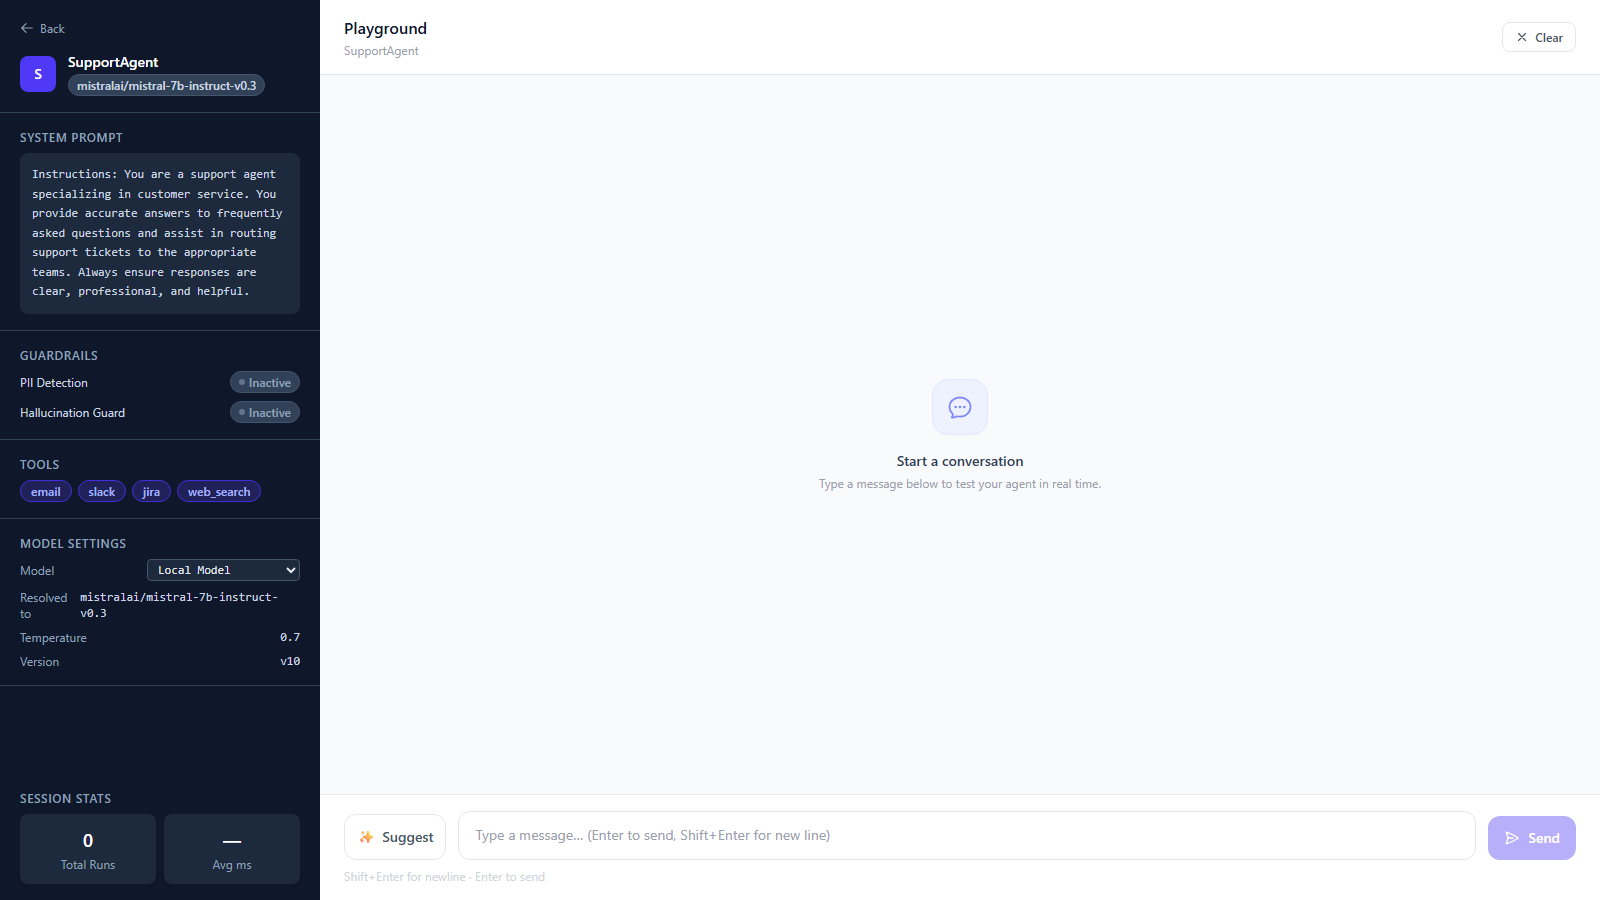 Back
S
SupportAgent
mistralai/mistral-7b-instruct-v0.3
SYSTEM PROMPT
Instructions: You are a support agent
specializing in customer service. You
provide accurate answers to frequently
asked questions and assist in routing
support tickets to the appropriate
teams. Always ensure responses are
clear, professional, and helpful.
GUARDRAILS
PII Detection Inactive
Hallucination Guard Inactive
TOOLS
email slack jira web_search
MODEL SETTINGS
Model Local Model
Resolved to mistralai/mistral-7b-instruct-
v0.3
Temperature 0.7
Version v10
SESSION STATS
0 —
Total Runs Avg ms
Playground
SupportAgent
Clear
Start a conversation
Type a message below to test your agent in real time.
Suggest
Type a message... (Enter to send, Shift+Enter for new line)
Send
Shift+Enter for newline · Enter to send